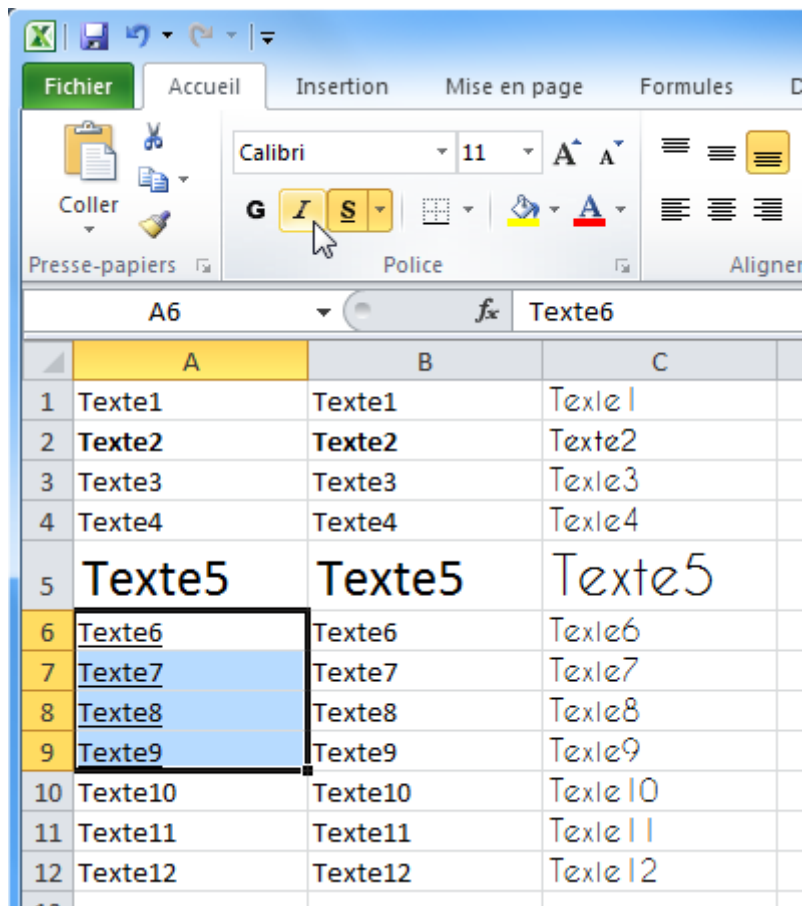 Fichier Accueil Insertion Mise en page Formules D
Calibri 11 A A
Coller G I S A
Presse-papiers Police Aligner
A6 fx Texte6
A B C
1 Texte1 Texte1 Texte1
2 Texte2 Texte2 Texte2
3 Texte3 Texte3 Texte3
4 Texte4 Texte4 Texte4
5 Texte5 Texte5 Texte5
6 Texte6 Texte6 Texte6
7 Texte7 Texte7 Texte7
8 Texte8 Texte8 Texte8
9 Texte9 Texte9 Texte9
10 Texte10 Texte10 Texte10
11 Texte11 Texte11 Texte11
12 Texte12 Texte12 Texte12